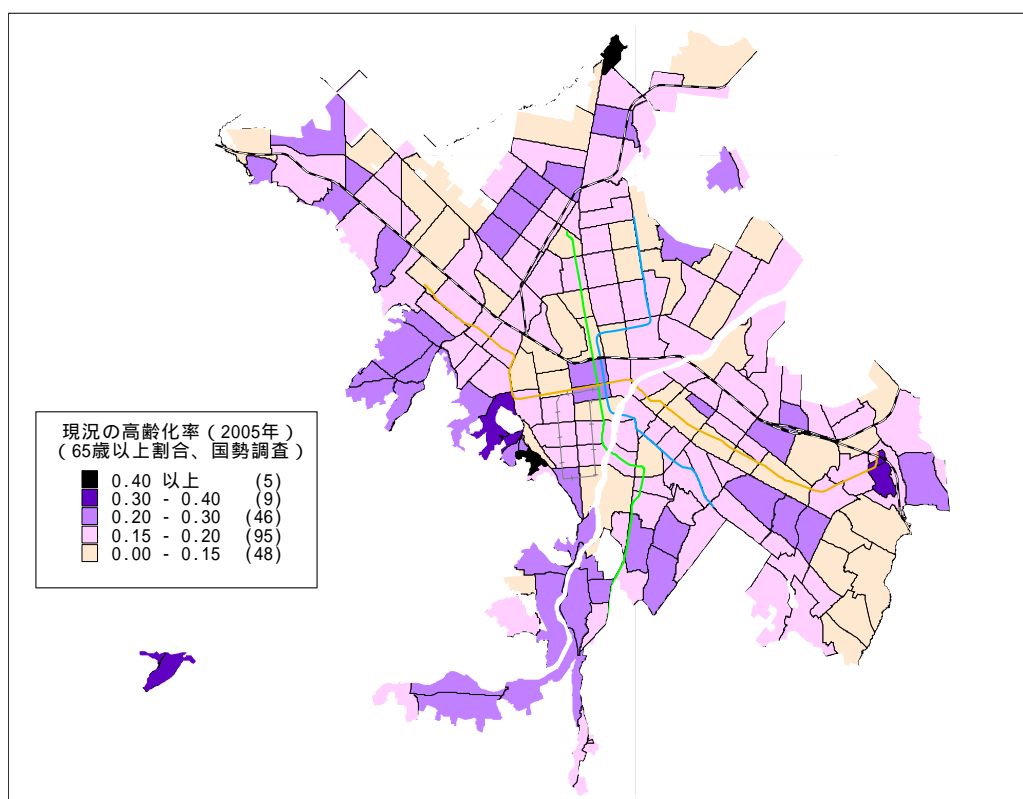 現況の高齢化率(2005年)
(65歳以上割合、国勢調査)
0.40 以上 (5)
0.30 - 0.40 (9)
0.20 - 0.30 (46)
0.15 - 0.20 (95)
0.00 - 0.15 (48)